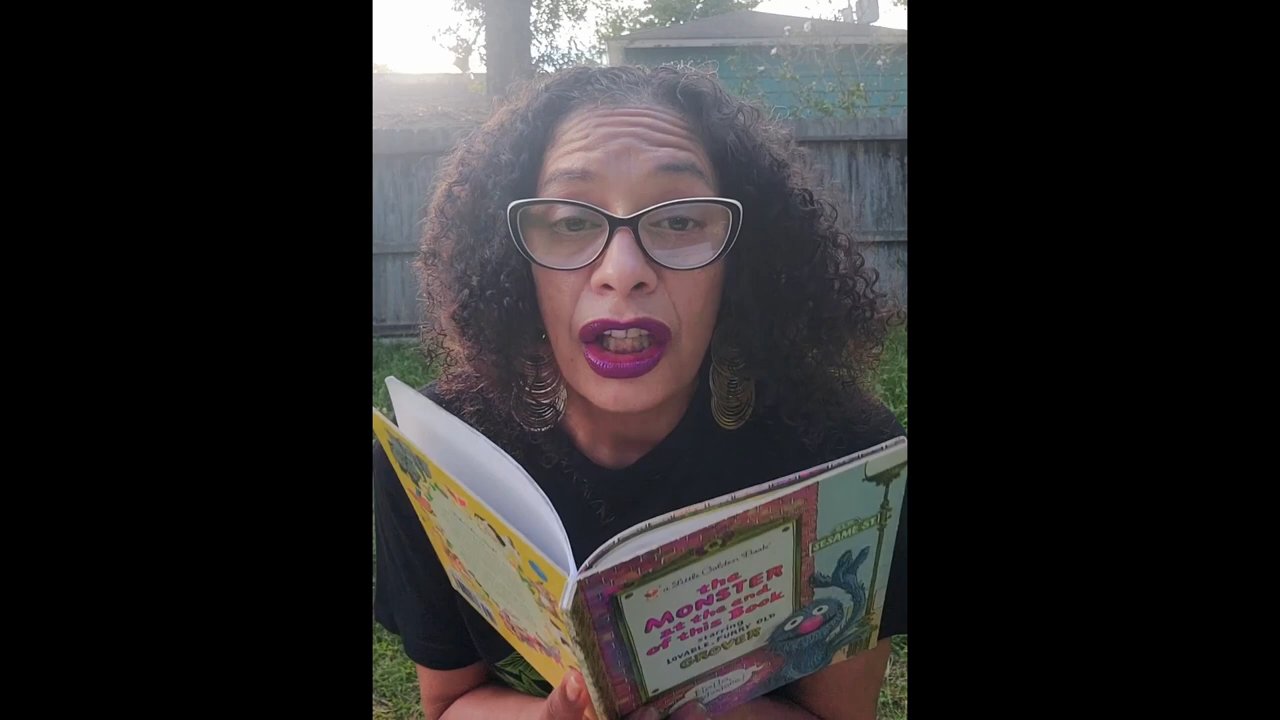 a Little Golden Book
the
MONSTER
at the end
of this Book
starring
LOVABLE, FURRY OLD
GROVER
SESAME ST